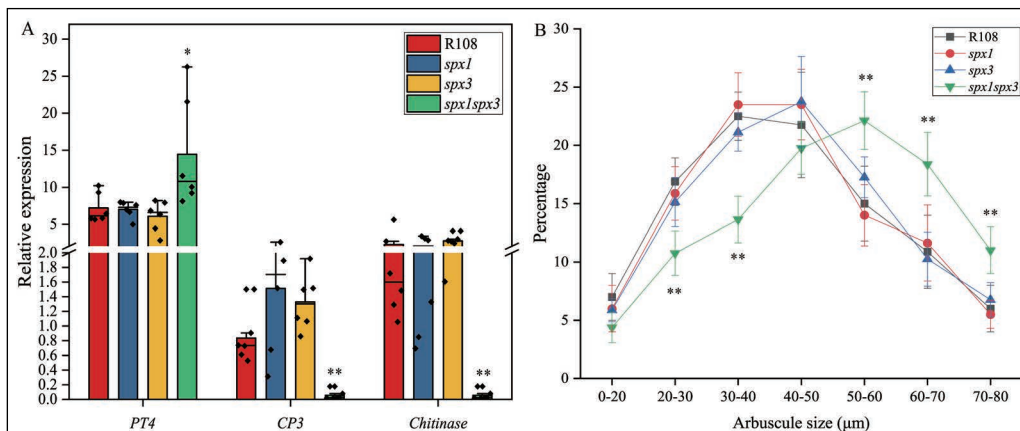 A
R108
spx1
spx3
spx1spx3
Relative expression
30
25
20
15
10
5
2.0
1.8
1.6
1.4
1.2
1.0
0.8
0.6
0.4
0.2
0.0
*
**
**
PT4
CP3
Chitinase
B
R108
spx1
spx3
spx1spx3
Percentage
30
25
20
15
10
5
0
**
**
**
**
**
0-20
20-30
30-40
40-50
50-60
60-70
70-80
Arbuscule size (μm)